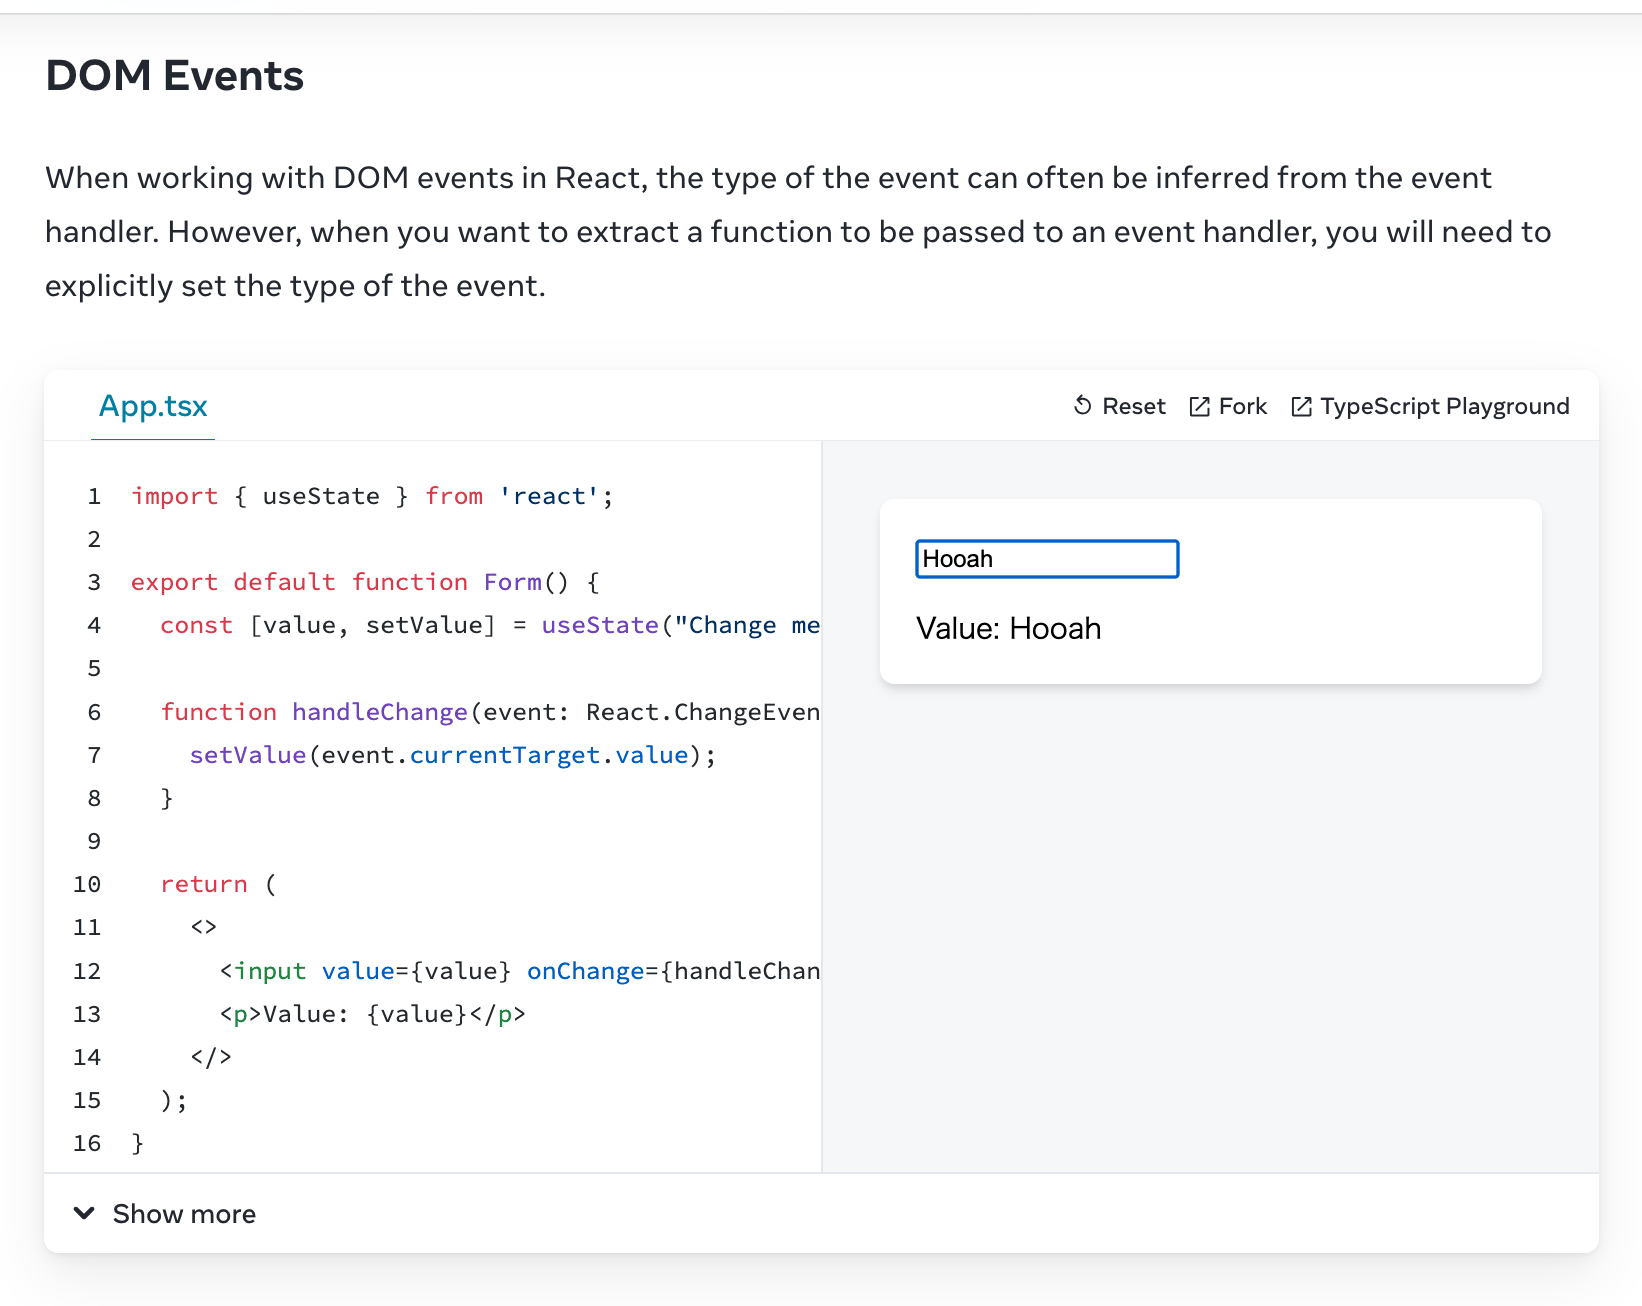 DOM Events
When working with DOM events in React, the type of the event can often be inferred from the event
handler. However, when you want to extract a function to be passed to an event handler, you will need to
explicitly set the type of the event.
App.tsx
Reset Fork TypeScript Playground
1 import { useState } from 'react';
2
3 export default function Form() {
4   const [value, setValue] = useState("Change me
5
6   function handleChange(event: React.ChangeEven
7     setValue(event.currentTarget.value);
8   }
9
10   return (
11     <>
12       <input value={value} onChange={handleChan
13       <p>Value: {value}</p>
14     </>
15   );
16 }
Hooah
Value: Hooah
Show more